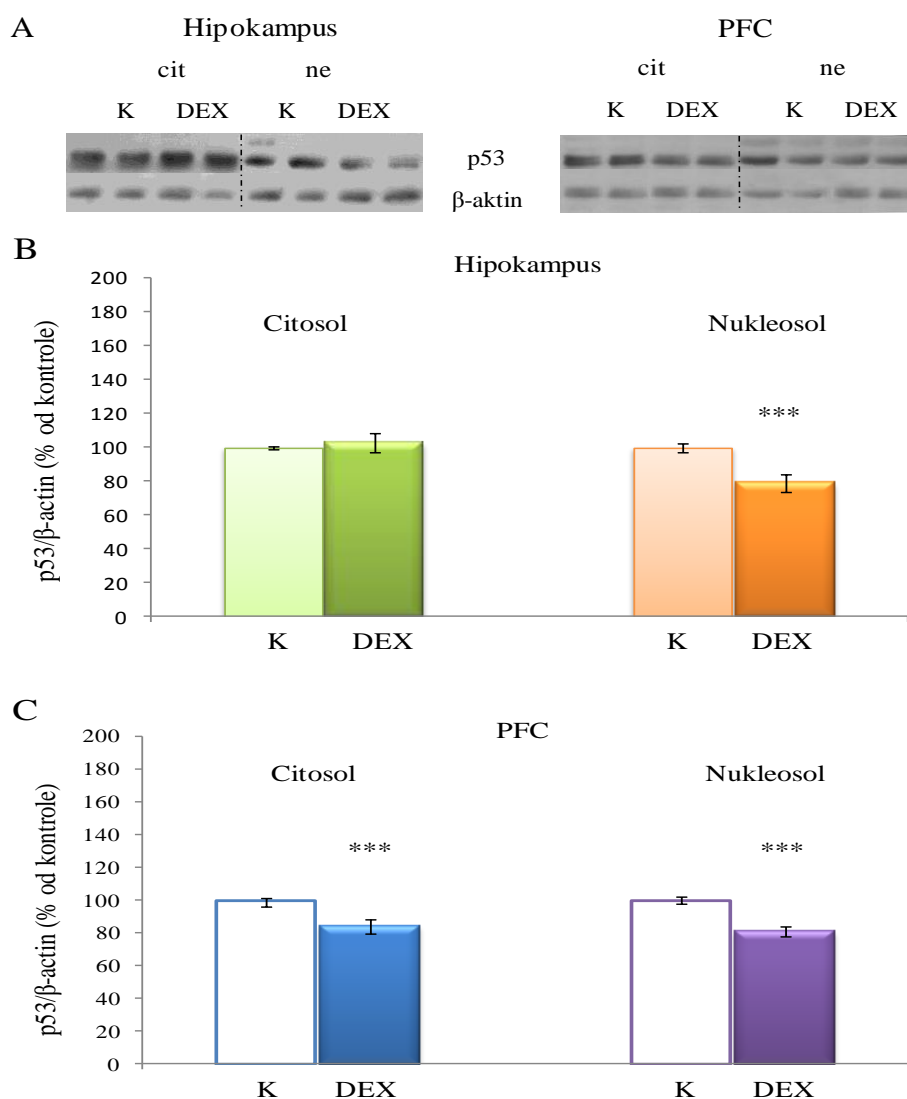 A
Hipokampus
PFC
cit
ne
cit
ne
K
DEX
K
DEX
K
DEX
K
DEX
p53
β-aktin
B
Hipokampus
200
180
160
140
120
100
80
60
40
20
0
p53/β-actin (% od kontrole)
Citosol
Nukleosol
***
K
DEX
K
DEX
C
PFC
200
180
160
140
120
100
80
60
40
20
0
p53/β-actin (% od kontrole)
Citosol
Nukleosol
***
***
K
DEX
K
DEX